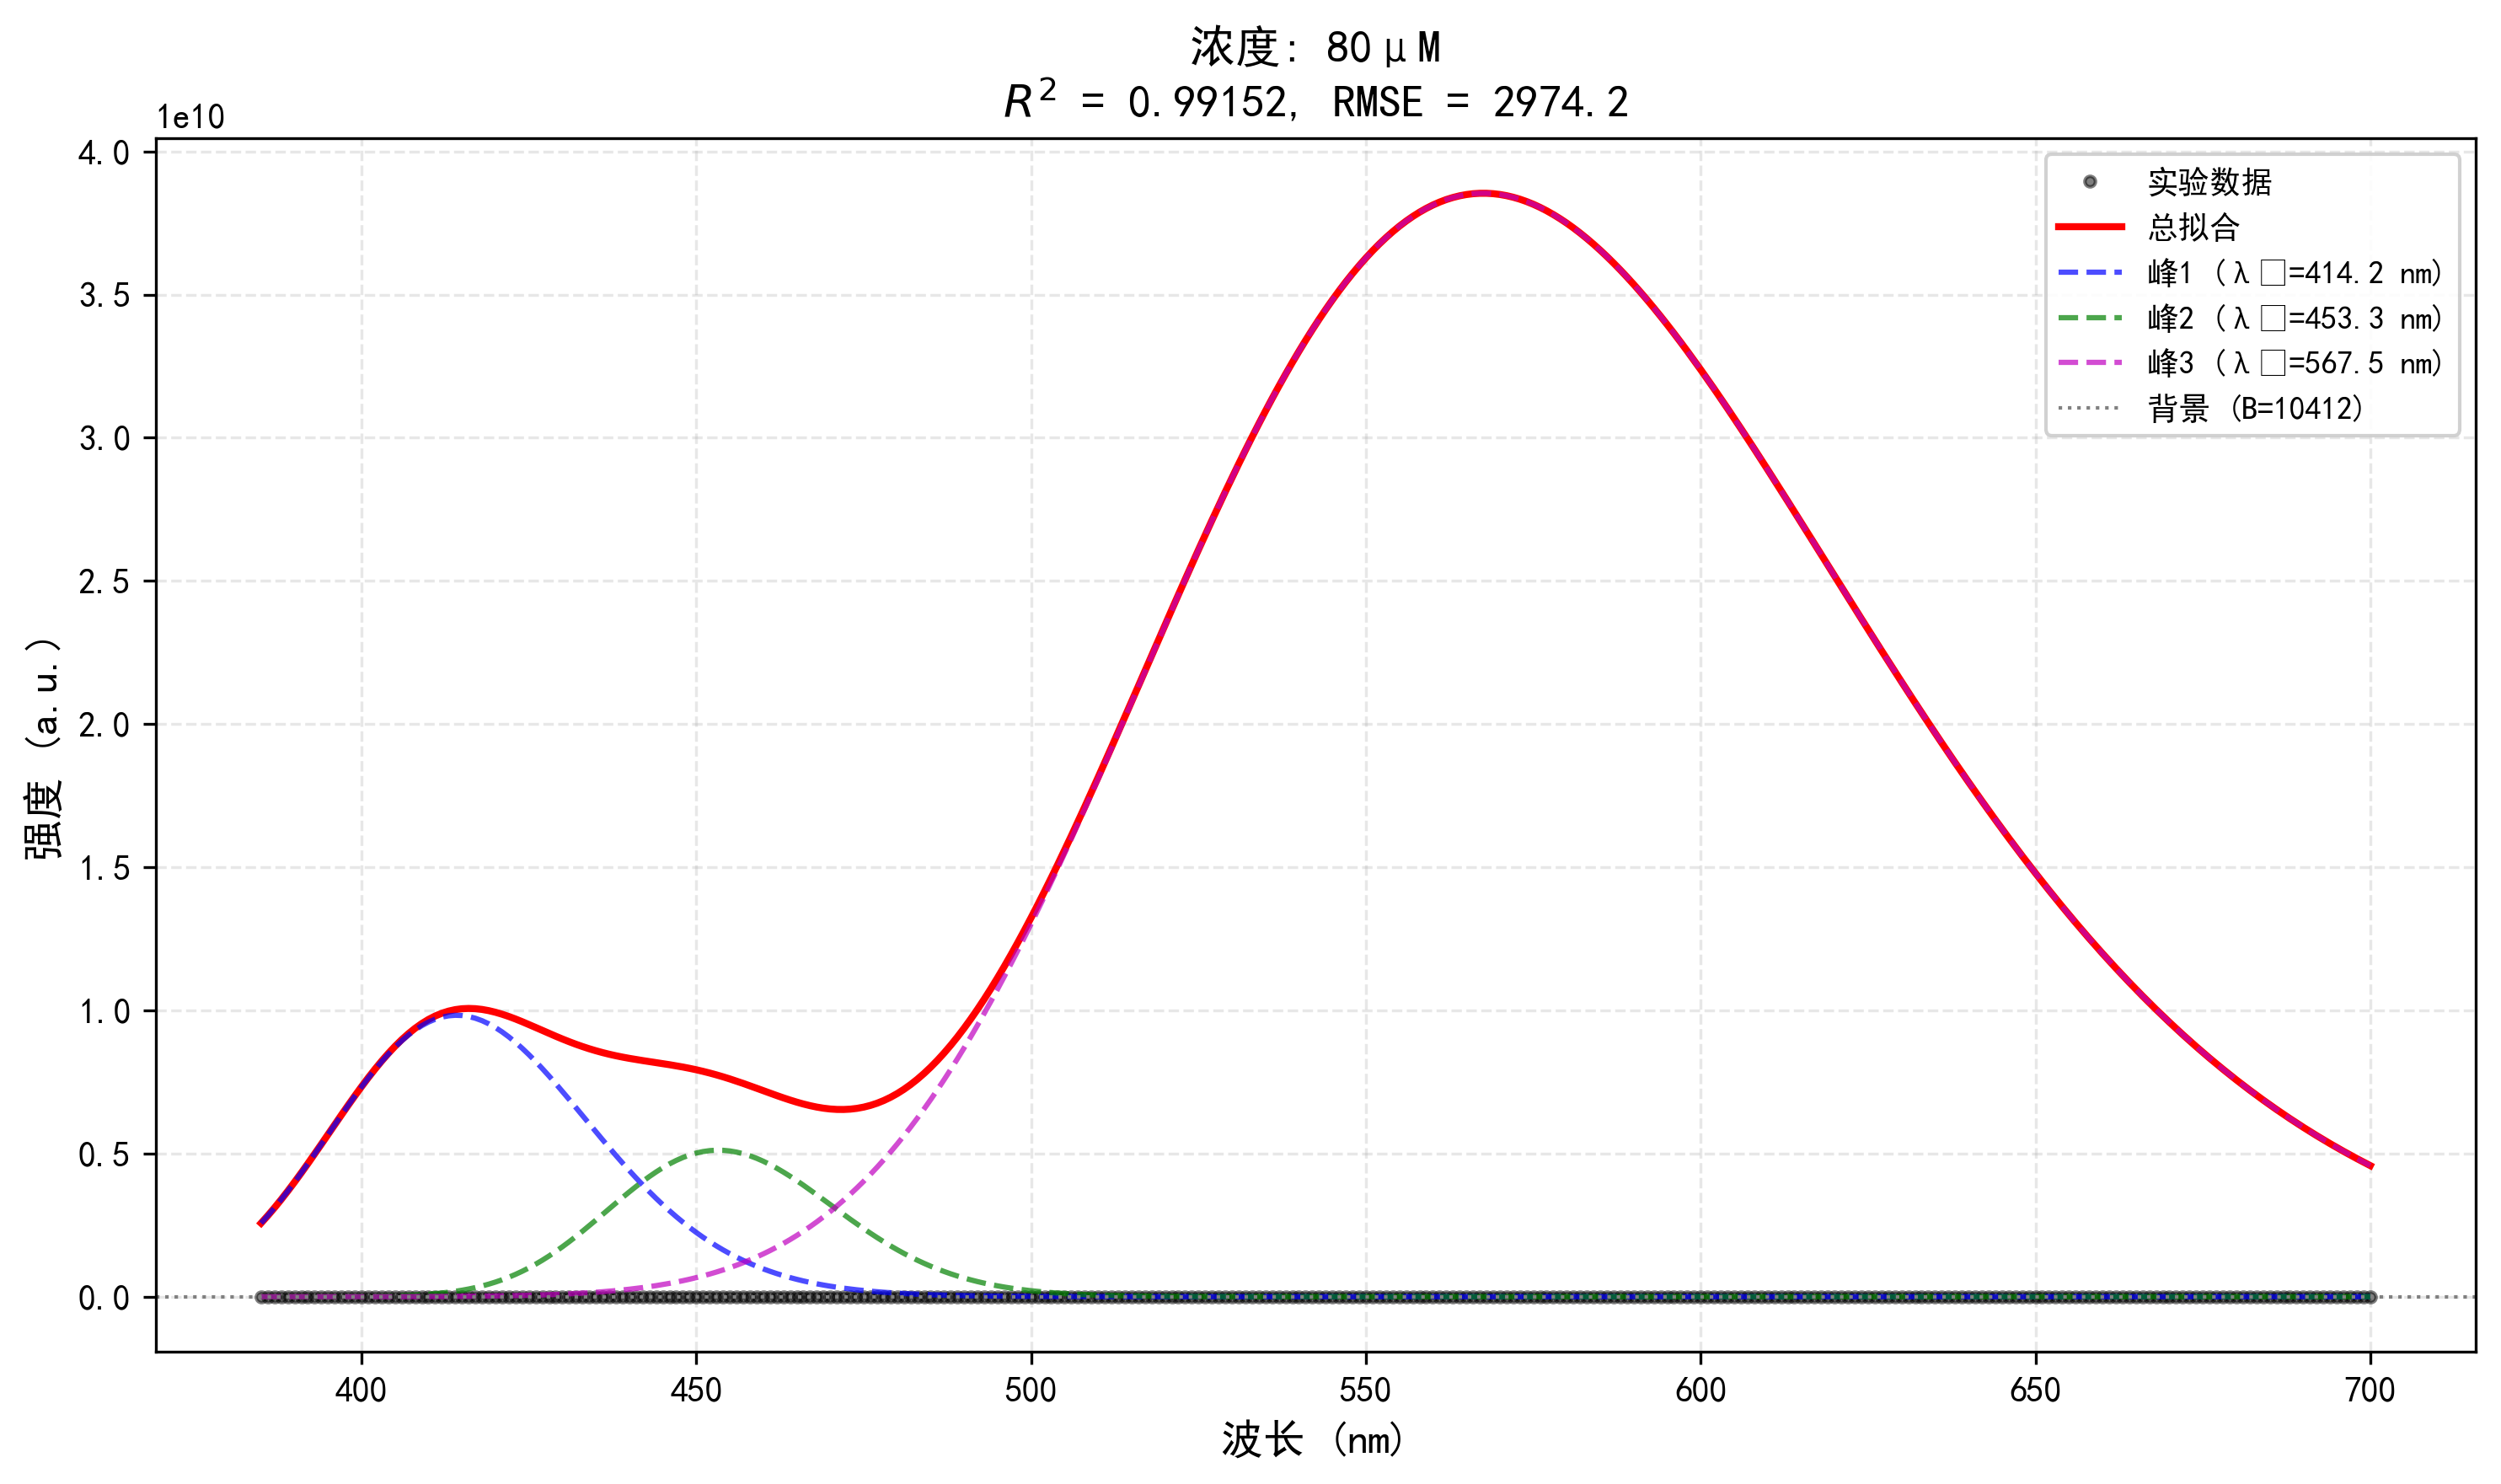 浓度: 80 μM
R² = 0.99152, RMSE = 2974.2
1e10
4.0
3.5
3.0
2.5
2.0
1.5
1.0
0.5
0.0
强度 (a.u.)
实验数据
总拟合
峰1 (λ□=414.2 nm)
峰2 (λ□=453.3 nm)
峰3 (λ□=567.5 nm)
背景 (B=10412)
400 450 500 550 600 650 700
波长 (nm)